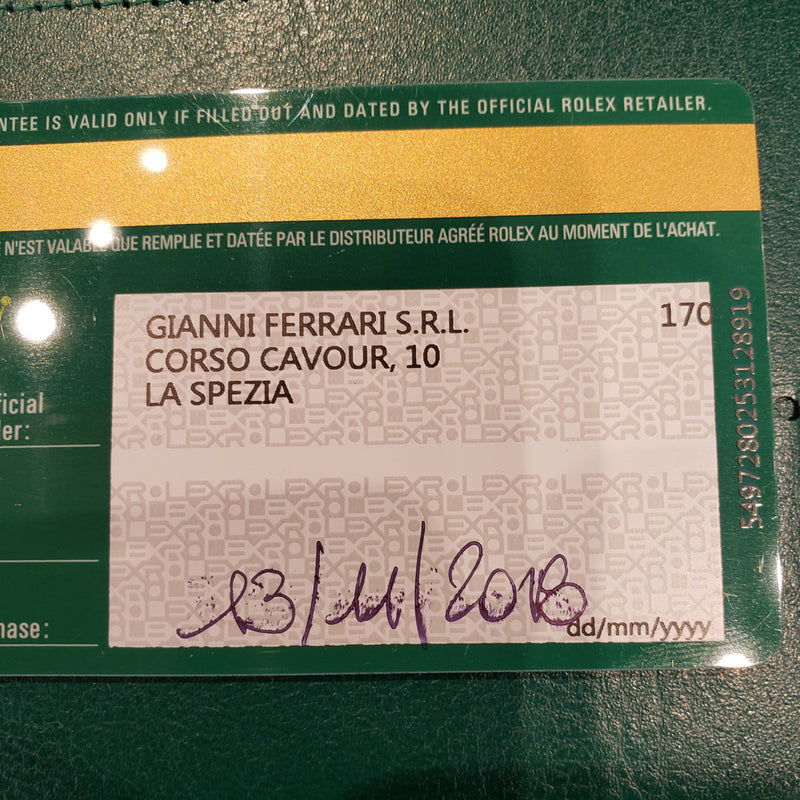 NTEE IS VALID ONLY IF FILLED OUT AND DATED BY THE OFFICIAL ROLEX RETAILER.
N'EST VALABLE QUE REMPLIE ET DATÉE PAR LE DISTRIBUTEUR AGRÉÉ ROLEX AU MOMENT DE L'ACHAT.
GIANNI FERRARI S.R.L. 170
CORSO CAVOUR, 10
LA SPEZIA
ficial
ler:
13/11/2018
dd/mm/yyyy
hase:
5497280253128919